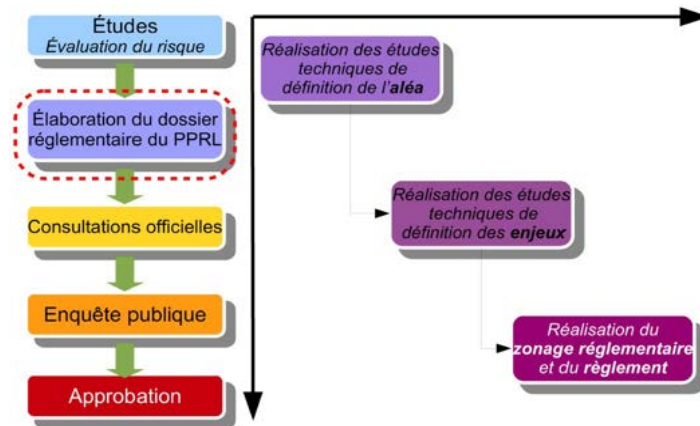 Études
Évaluation du risque
Élaboration du dossier
réglementaire du PPRL
Consultations officielles
Enquête publique
Approbation
Réalisation des études
techniques de
définition de l'aléa
Réalisation des études
techniques de
définition des enjeux
Réalisation du
zonage réglementaire
et du règlement